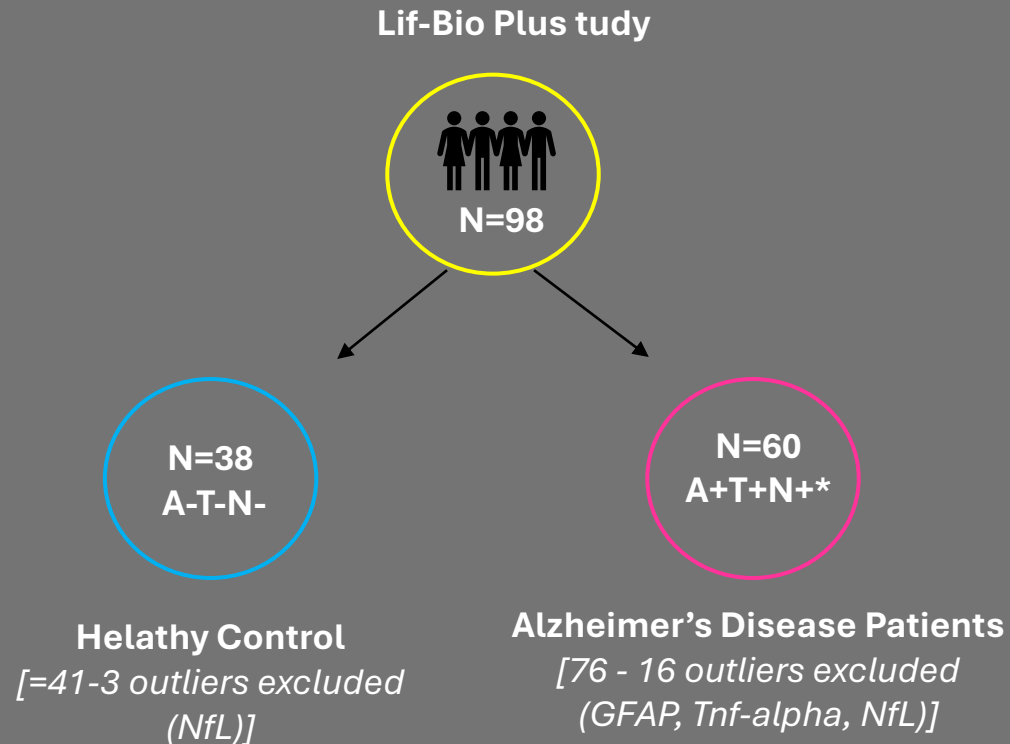 Lif-Bio Plus tudy
N=98
N=38
A-T-N-
N=60
A+T+N+*
Helathy Control
[=41-3 outliers excluded
(NfL)]
Alzheimer’s Disease Patients
[76 - 16 outliers excluded
(GFAP, Tnf-alpha, NfL)]